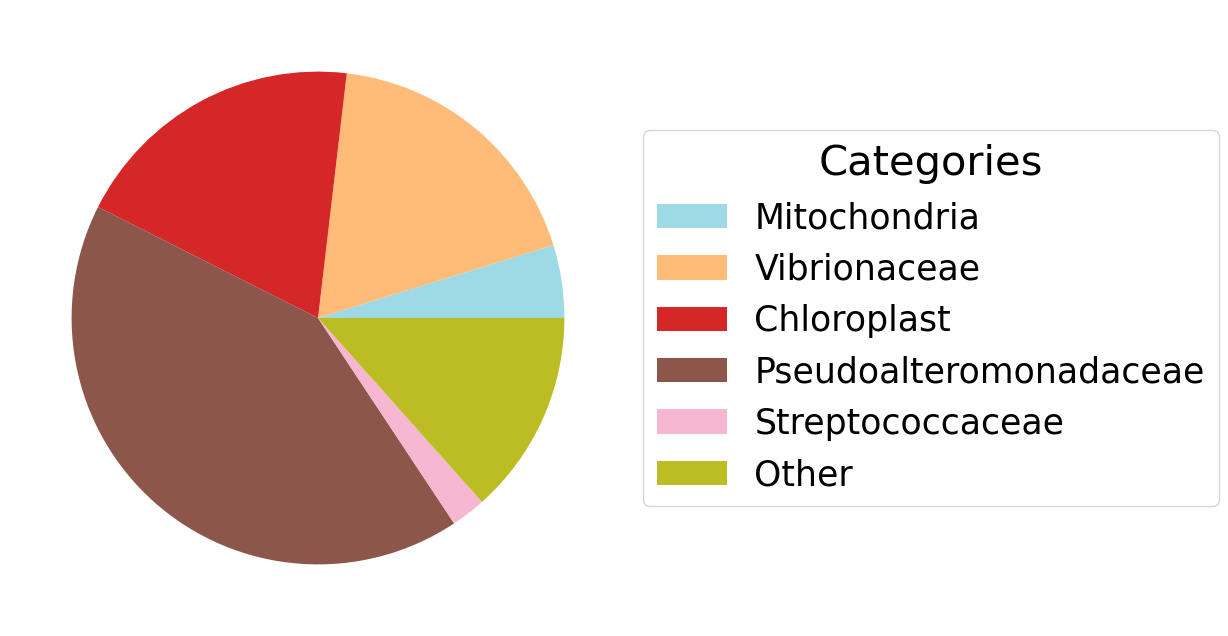 Categories
Mitochondria
Vibrionaceae
Chloroplast
Pseudoalteromonadaceae
Streptococcaceae
Other